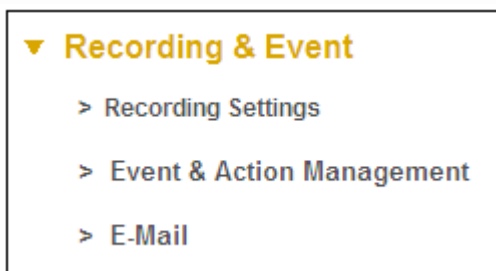 ▼ Recording & Event
> Recording Settings
> Event & Action Management
> E-Mail